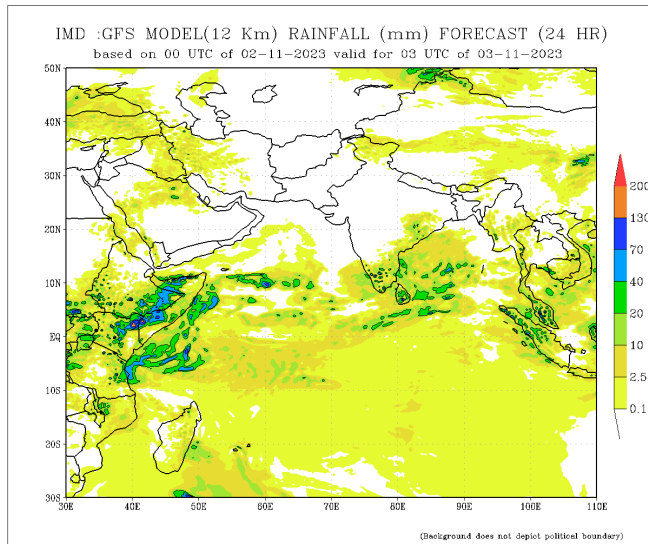 IMD :GFS MODEL(12 Km) RAINFALL (mm) FORECAST (24 HR)
based on 00 UTC of 02-11-2023 valid for 03 UTC of 03-11-2023
50N
40N
30N
20N
10N
EQ
10S
20S
30S
30E 40E 50E 60E 70E 80E 90E 100E 110E
200
130
70
40
20
10
2.5
0.1
(Background does not depict political boundary)